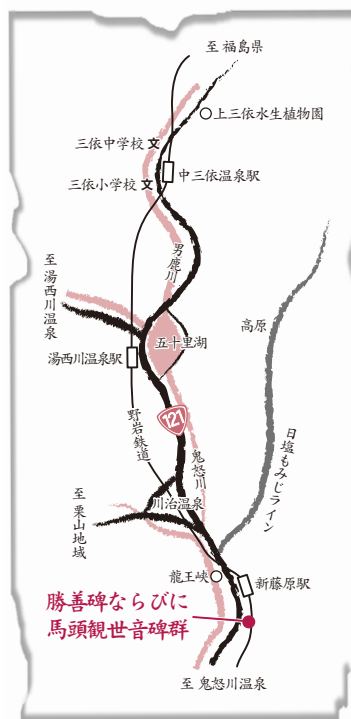 至 福島県
上三依水生植物園
三依中学校 文
三依小学校 文
中三依温泉駅
男鹿川
至 湯西川温泉
五十里湖
高原
湯西川温泉駅
121
野岩鉄道
鬼怒川
日塩もみじライン
川治温泉
至 栗山地域
龍王峡
新藤原駅
勝善碑ならびに
馬頭観世音碑群
至 鬼怒川温泉